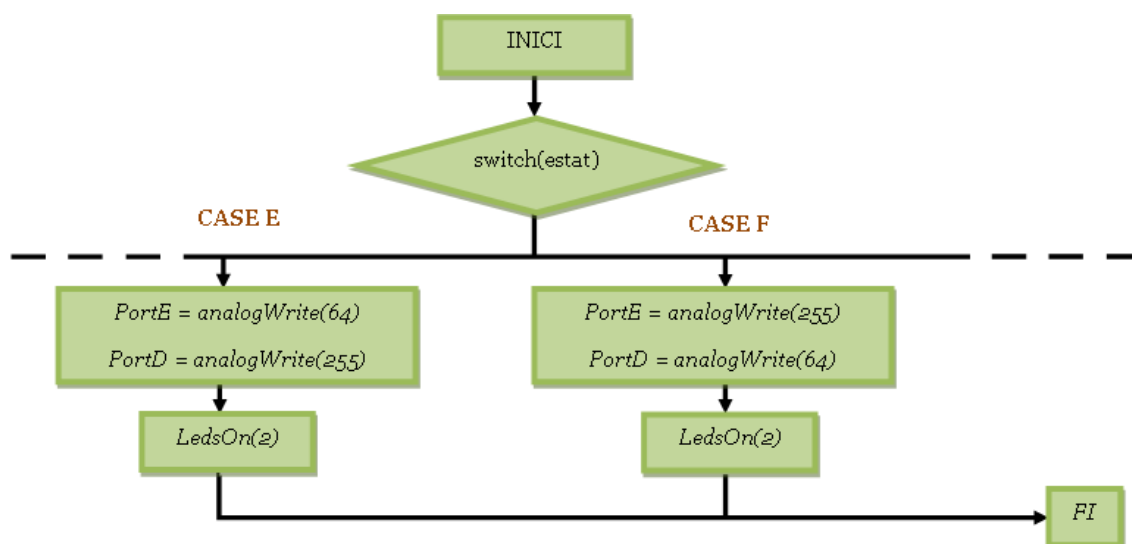 INICI
switch(estat)
CASE E
CASE F
PortE = analogWrite(64)
PortD = analogWrite(255)
PortE = analogWrite(255)
PortD = analogWrite(64)
LedsOn(2)
LedsOn(2)
FI